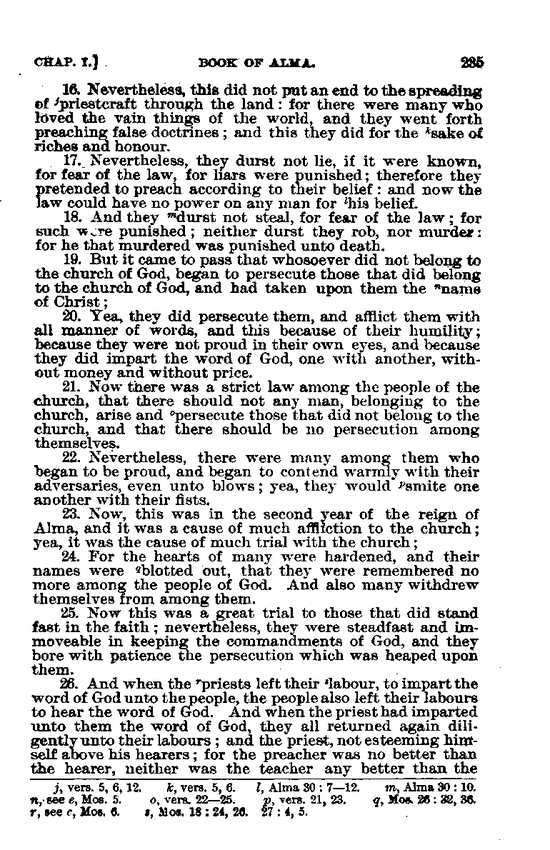 CHAP. I.] BOOK OF ALMA. 235
16. Nevertheless, this did not put an end to the spreading
of jpriestcraft through the land : for there were many who
loved the vain things of the world, and they went forth
preaching false doctrines ; and this they did for the ksake of
riches and honour.
17. Nevertheless, they durst not lie, if it were known,
for fear of the law, for liars were punished ; therefore they
pretended to preach according to their belief : and now the
law could have no power on any man for lhis belief.
18. And they mdurst not steal, for fear of the law ; for
such were punished ; neither durst they rob, nor murder :
for he that murdered was punished unto death.
19. But it came to pass that whosoever did not belong to
the church of God, began to persecute those that did belong
to the church of God, and had taken upon them the nname
of Christ ;
20. Yea, they did persecute them, and afflict them with
all manner of words, and this because of their humility ;
because they were not proud in their own eyes, and because
they did impart the word of God, one with another, with-
out money and without price.
21. Now there was a strict law among the people of the
church, that there should not any man, belonging to the
church, arise and opersecute those that did not belong to the
church, and that there should be no persecution among
themselves.
22. Nevertheless, there were many among them who
began to be proud, and began to contend warmly with their
adversaries, even unto blows ; yea, they would psmite one
another with their fists.
23. Now, this was in the second year of the reign of
Alma, and it was a cause of much affliction to the church ;
yea, it was the cause of much trial with the church ;
24. For the hearts of many were hardened, and their
names were qblotted out, that they were remembered no
more among the people of God. And also many withdrew
themselves from among them.
25. Now this was a great trial to those that did stand
fast in the faith ; nevertheless, they were steadfast and im-
moveable in keeping the commandments of God, and they
bore with patience the persecution which was heaped upon
them.
26. And when the rpriests left their slabour, to impart the
word of God unto the people, the people also left their labours
to hear the word of God. And when the priest had imparted
unto them the word of God, they all returned again dili-
gently unto their labours ; and the priest, not esteeming him-
self above his hearers ; for the preacher was no better than
the hearer, neither was the teacher any better than the
j, vers. 5, 6, 12. k, vers. 5, 6. l, Alma 30 : 7—12. m, Alma 30 : 10.
n, see e, Mos. 5. o, vers. 22—25. p, vers. 21, 23. q, Mos. 26 : 32, 36.
r, see c, Mos. 6. s, Mos. 18 : 24, 26. 27 : 4, 5.